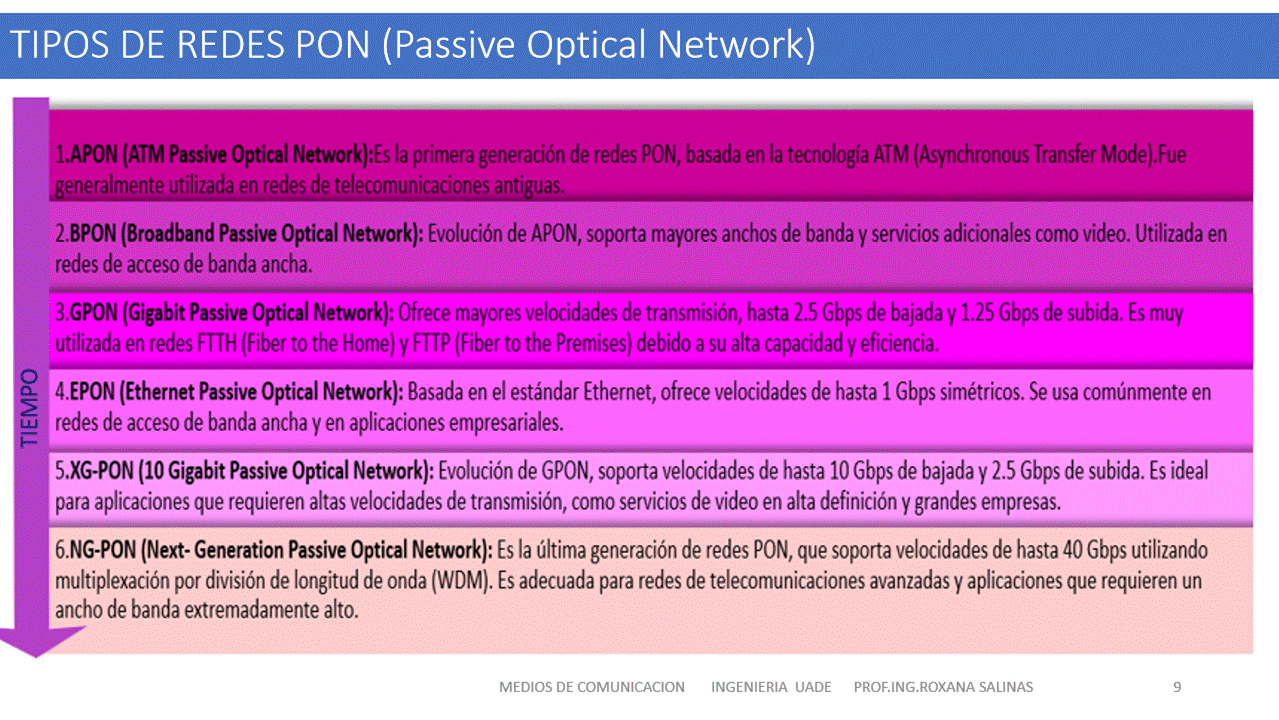 TIPOS DE REDES PON (Passive Optical Network)
TIEMPO
1.APON (ATM Passive Optical Network):Es la primera generación de redes PON, basada en la tecnología ATM (Asynchronous Transfer Mode).Fue
generalmente utilizada en redes de telecomunicaciones antiguas.
2.BPON (Broadband Passive Optical Network): Evolución de APON, soporta mayores anchos de banda y servicios adicionales como video. Utilizada en
redes de acceso de banda ancha.
3.GPON (Gigabit Passive Optical Network): Ofrece mayores velocidades de transmisión, hasta 2.5 Gbps de bajada y 1.25 Gbps de subida. Es muy
utilizada en redes FTTH (Fiber to the Home) y FTTP (Fiber to the Premises) debido a su alta capacidad y eficiencia.
4.EPON (Ethernet Passive Optical Network): Basada en el estándar Ethernet, ofrece velocidades de hasta 1 Gbps simétricos. Se usa comúnmente en
redes de acceso de banda ancha y en aplicaciones empresariales.
5.XG-PON (10 Gigabit Passive Optical Network): Evolución de GPON, soporta velocidades de hasta 10 Gbps de bajada y 2.5 Gbps de subida. Es ideal
para aplicaciones que requieren altas velocidades de transmisión, como servicios de video en alta definición y grandes empresas.
6.NG-PON (Next- Generation Passive Optical Network): Es la última generación de redes PON, que soporta velocidades de hasta 40 Gbps utilizando
multiplexación por división de longitud de onda (WDM). Es adecuada para redes de telecomunicaciones avanzadas y aplicaciones que requieren un
ancho de banda extremadamente alto.
MEDIOS DE COMUNICACION INGENIERIA UADE PROF.ING.ROXANA SALINAS 9